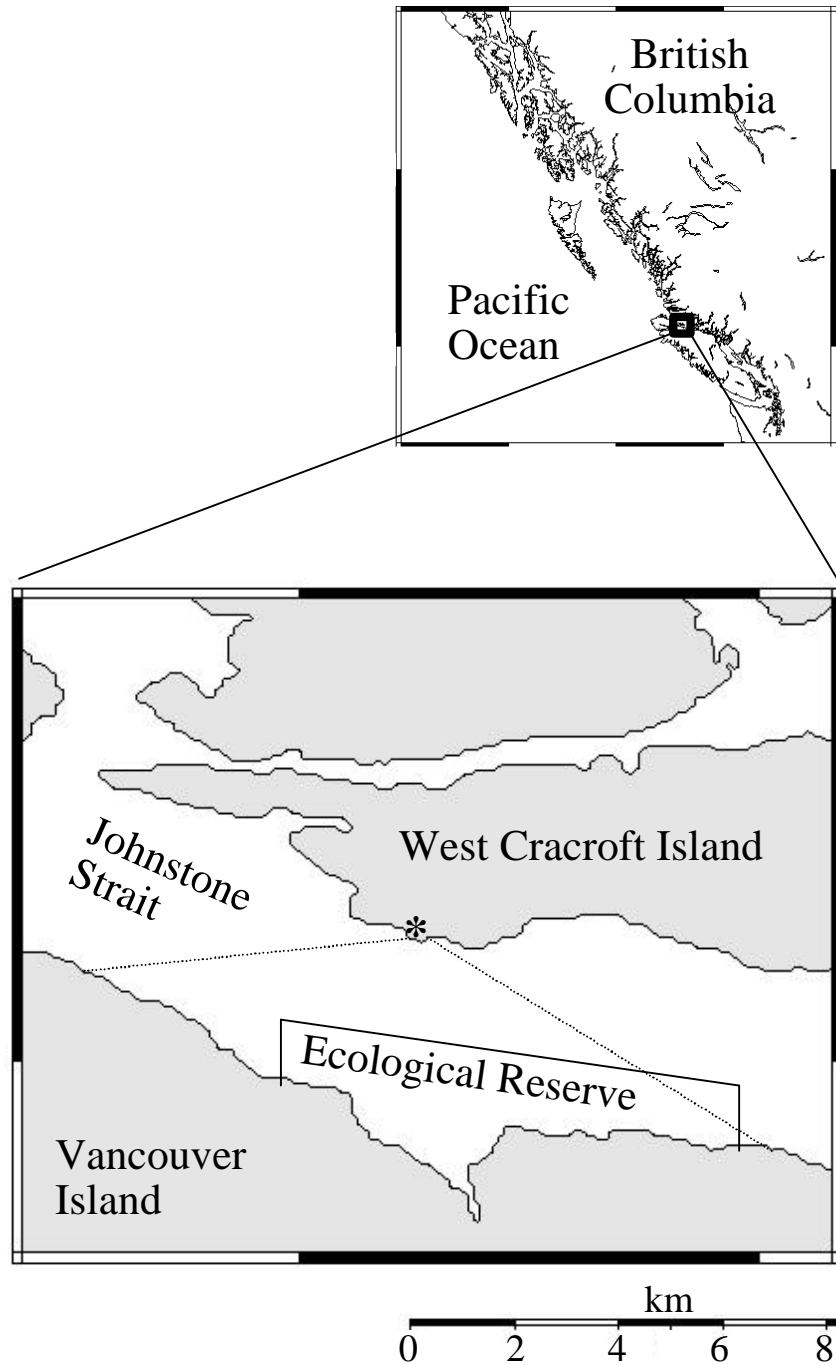 British
Columbia
Pacific
Ocean
Johnstone
Strait
West Cracroft Island
*
Ecological Reserve
Vancouver
Island
km
0 2 4 6 8